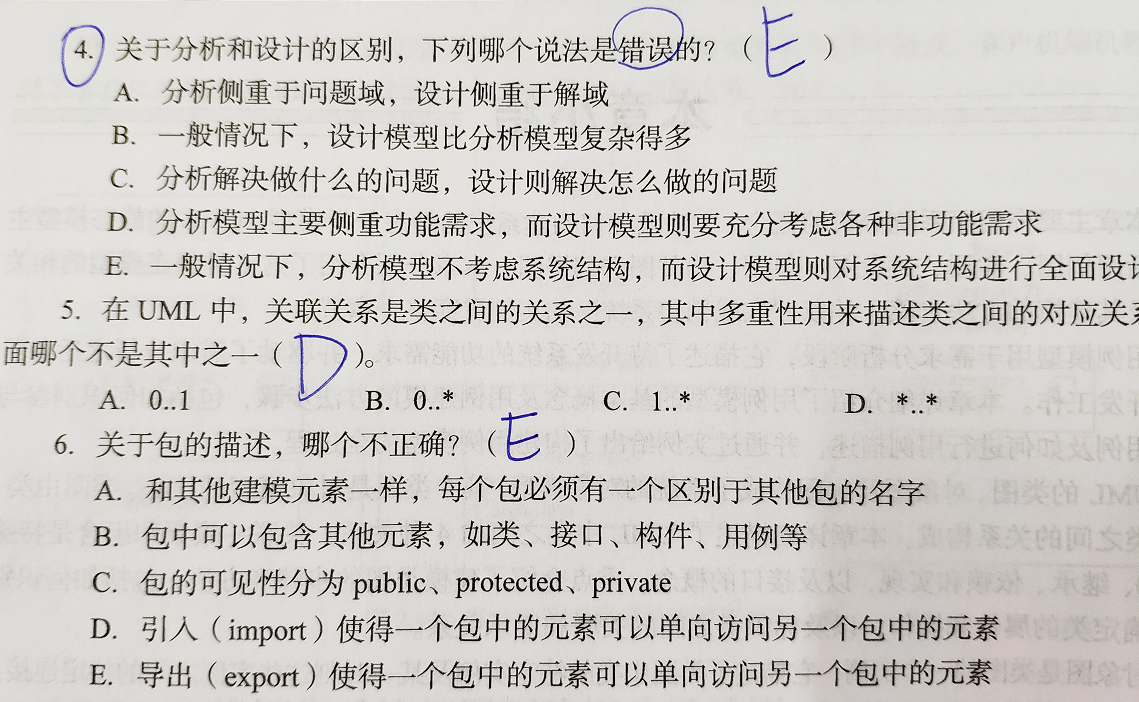 4. 关于分析和设计的区别，下列哪个说法是错误的？（ E ）
A. 分析侧重于问题域，设计侧重于解域
B. 一般情况下，设计模型比分析模型复杂得多
C. 分析解决做什么的问题，设计则解决怎么做的问题
D. 分析模型主要侧重功能需求，而设计模型则要充分考虑各种非功能需求
E. 一般情况下，分析模型不考虑系统结构，而设计模型则对系统结构进行全面设计
5. 在 UML 中，关联关系是类之间的关系之一，其中多重性用来描述类之间的对应关系
面哪个不是其中之一（ D ）。
A. 0..1 B. 0..* C. 1..* D. *..*
6. 关于包的描述，哪个不正确？（ E ）
A. 和其他建模元素一样，每个包必须有一个区别于其他包的名字
B. 包中可以包含其他元素，如类、接口、构件、用例等
C. 包的可见性分为 public、protected、private
D. 引入（import）使得一个包中的元素可以单向访问另一个包中的元素
E. 导出（export）使得一个包中的元素可以单向访问另一个包中的元素